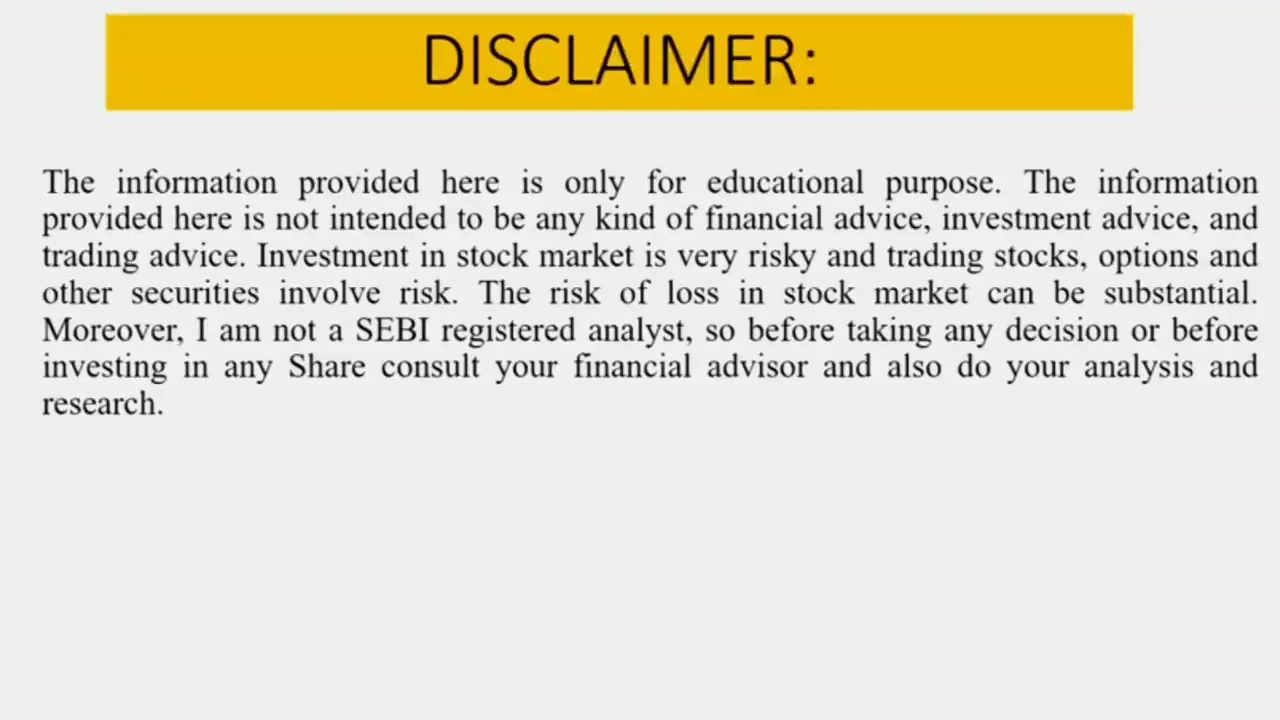 DISCLAIMER:
The information provided here is only for educational purpose. The information
provided here is not intended to be any kind of financial advice, investment advice, and
trading advice. Investment in stock market is very risky and trading stocks, options and
other securities involve risk. The risk of loss in stock market can be substantial.
Moreover, I am not a SEBI registered analyst, so before taking any decision or before
investing in any Share consult your financial advisor and also do your analysis and
research.